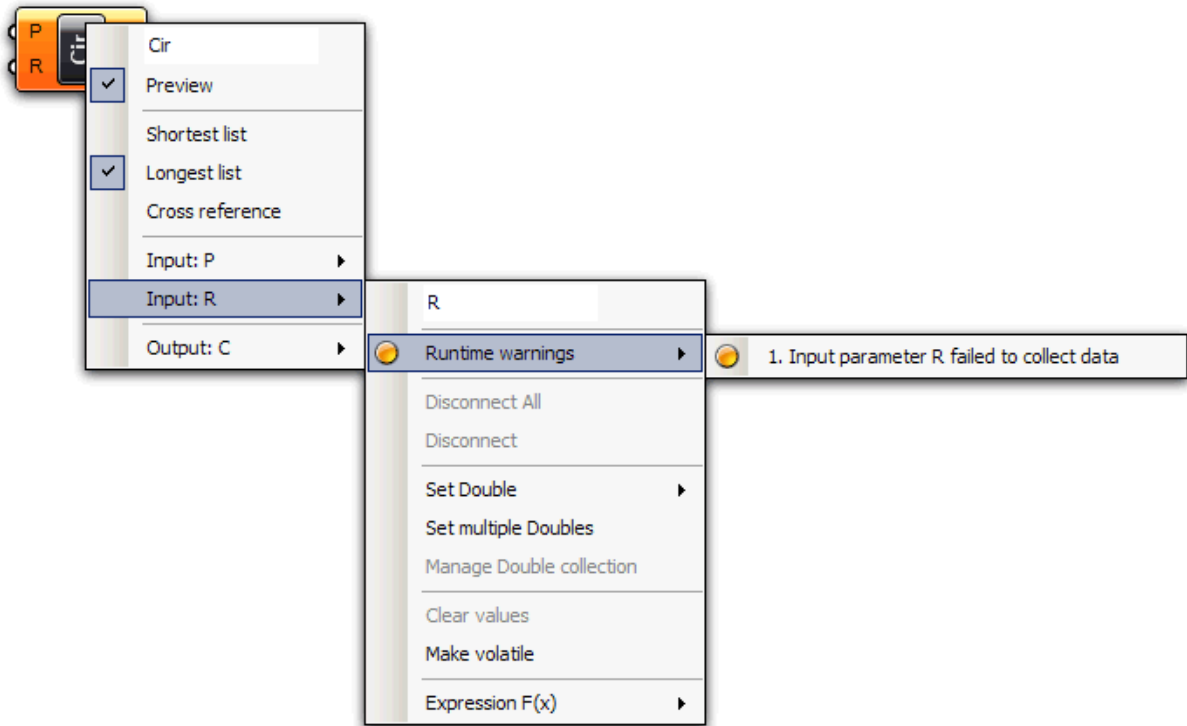 P
R
Cir
Cir
Preview
Shortest list
Longest list
Cross reference
Input: P
Input: R
Output: C
R
Runtime warnings
Disconnect All
Disconnect
Set Double
Set multiple Doubles
Manage Double collection
Clear values
Make volatile
Expression F(x)
1. Input parameter R failed to collect data